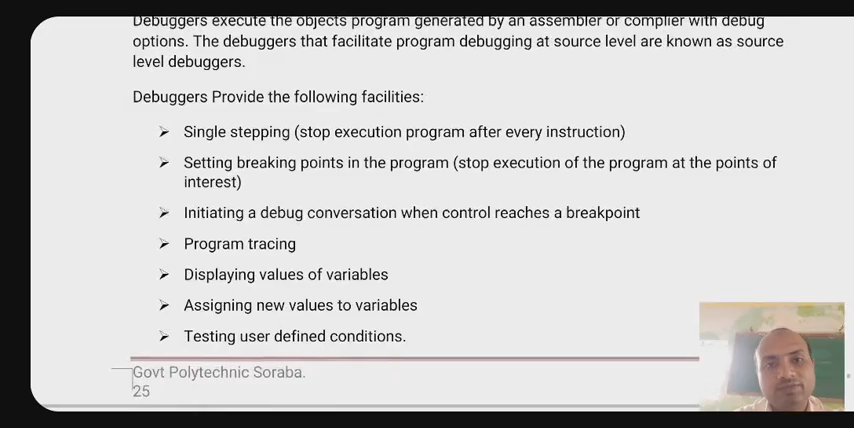 Debuggers execute the objects program generated by an assembler or complier with debug
options. The debuggers that facilitate program debugging at source level are known as source
level debuggers.
Debuggers Provide the following facilities:
➢ Single stepping (stop execution program after every instruction)
➢ Setting breaking points in the program (stop execution of the program at the points of
interest)
➢ Initiating a debug conversation when control reaches a breakpoint
➢ Program tracing
➢ Displaying values of variables
➢ Assigning new values to variables
➢ Testing user defined conditions.
Govt Polytechnic Soraba.
25